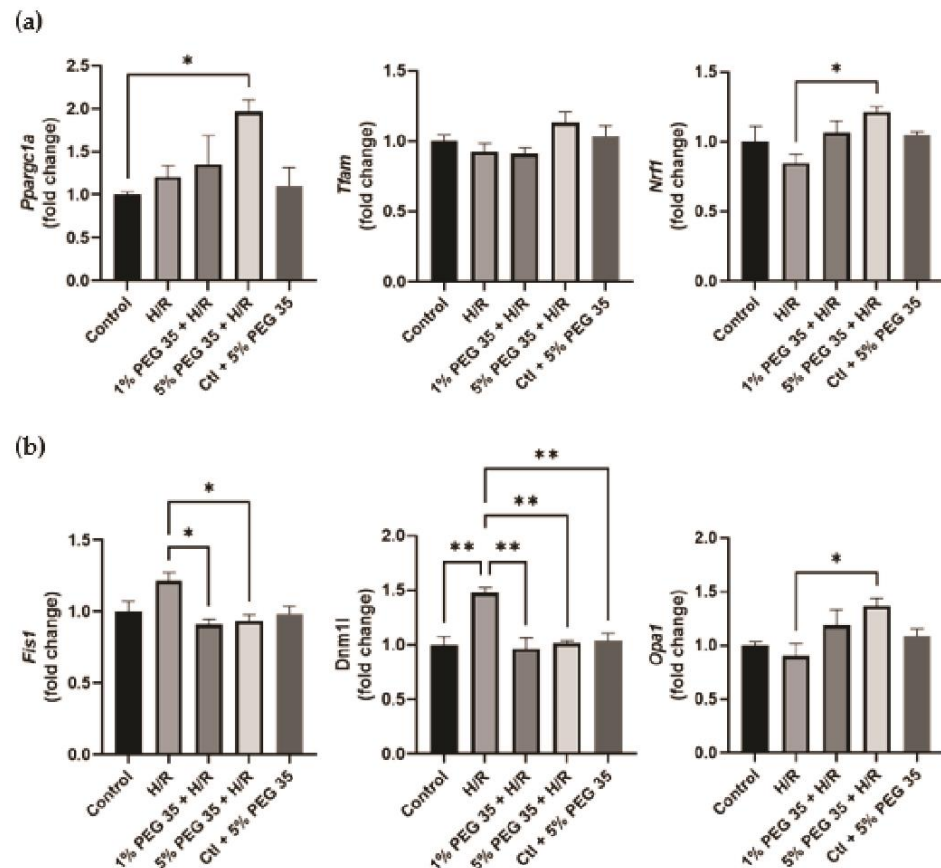 (a)
*
Ppargc1a
(fold change)
2.5
2.0
1.5
1.0
0.5
0.0
Control
H/R
1% PEG 35 + H/R
5% PEG 35 + H/R
Ctl + 5% PEG 35
Tfam
(fold change)
1.5
1.0
0.5
0.0
Control
H/R
1% PEG 35 + H/R
5% PEG 35 + H/R
Ctl + 5% PEG 35
*
Nrf1
(fold change)
1.5
1.0
0.5
0.0
Control
H/R
1% PEG 35 + H/R
5% PEG 35 + H/R
Ctl + 5% PEG 35
(b)
*
*
Fis1
(fold change)
1.5
1.0
0.5
0.0
Control
H/R
1% PEG 35 + H/R
5% PEG 35 + H/R
Ctl + 5% PEG 35
**
**
** **
Dnm1l
(fold change)
2.0
1.5
1.0
0.5
0.0
Control
H/R
1% PEG 35 + H/R
5% PEG 35 + H/R
Ctl + 5% PEG 35
*
Opa1
(fold change)
2.0
1.5
1.0
0.5
0.0
Control
H/R
1% PEG 35 + H/R
5% PEG 35 + H/R
Ctl + 5% PEG 35